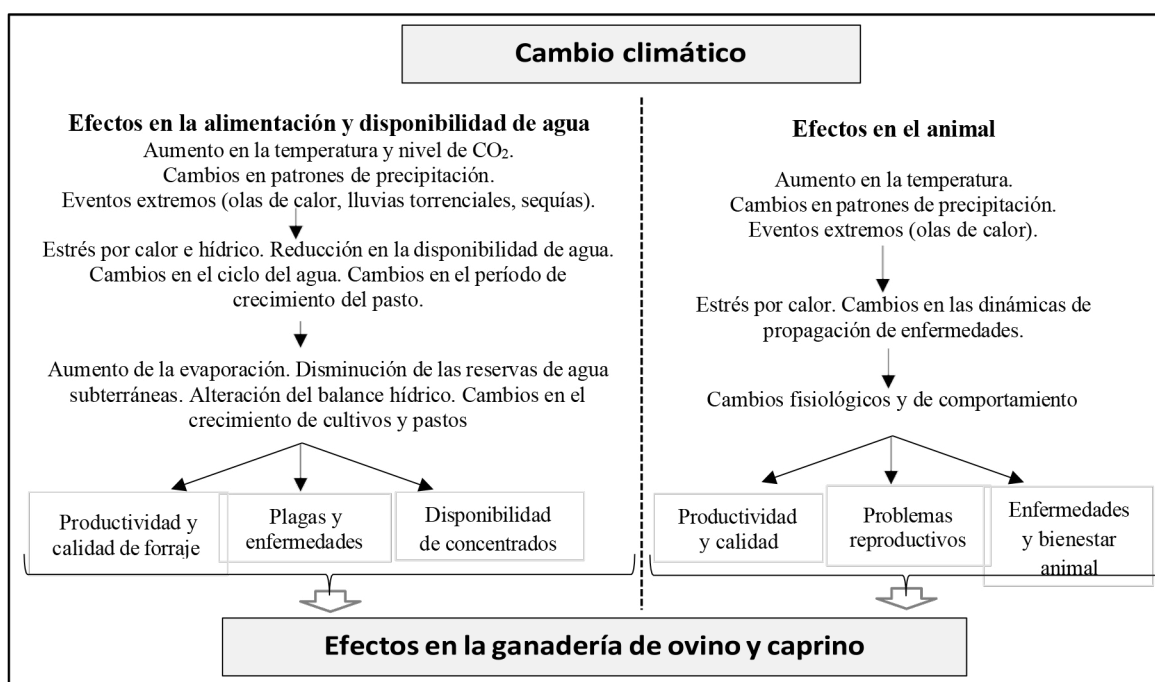 Cambio climático
Efectos en la alimentación y disponibilidad de agua
Aumento en la temperatura y nivel de CO₂.
Cambios en patrones de precipitación.
Eventos extremos (olas de calor, lluvias torrenciales, sequías).
Estrés por calor e hídrico. Reducción en la disponibilidad de agua.
Cambios en el ciclo del agua. Cambios en el período de
crecimiento del pasto.
Aumento de la evaporación. Disminución de las reservas de agua
subterráneas. Alteración del balance hídrico. Cambios en el
crecimiento de cultivos y pastos
Productividad y
calidad de forraje
Plagas y
enfermedades
Disponibilidad
de concentrados
Efectos en el animal
Aumento en la temperatura.
Cambios en patrones de precipitación.
Eventos extremos (olas de calor).
Estrés por calor. Cambios en las dinámicas de
propagación de enfermedades.
Cambios fisiológicos y de comportamiento
Productividad
y calidad
Problemas
reproductivos
Enfermedades
y bienestar
animal
Efectos en la ganadería de ovino y caprino